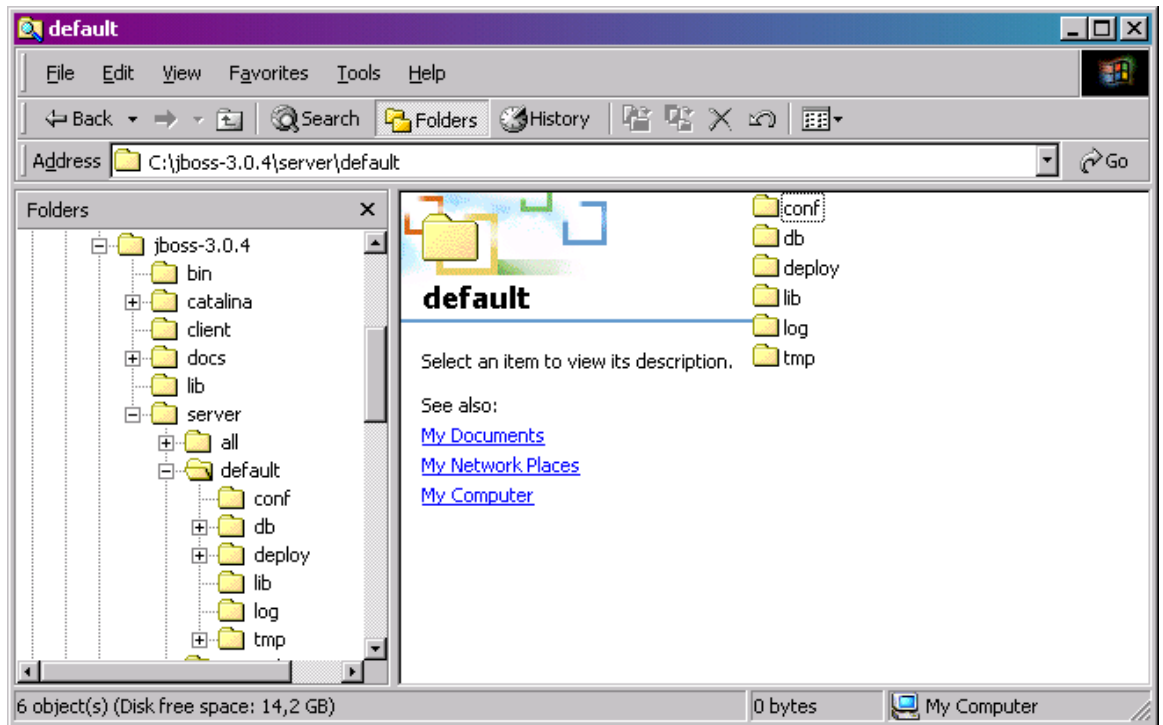 default
File Edit View Favorites Tools Help
Back Search Folders History
Address C:\jboss-3.0.4\server\default Go
Folders
jboss-3.0.4
bin
catalina
client
docs
lib
server
all
default
conf
db
deploy
lib
log
tmp
default
Select an item to view its description.
See also:
My Documents
My Network Places
My Computer
conf
db
deploy
lib
log
tmp
6 object(s) (Disk free space: 14,2 GB) 0 bytes My Computer